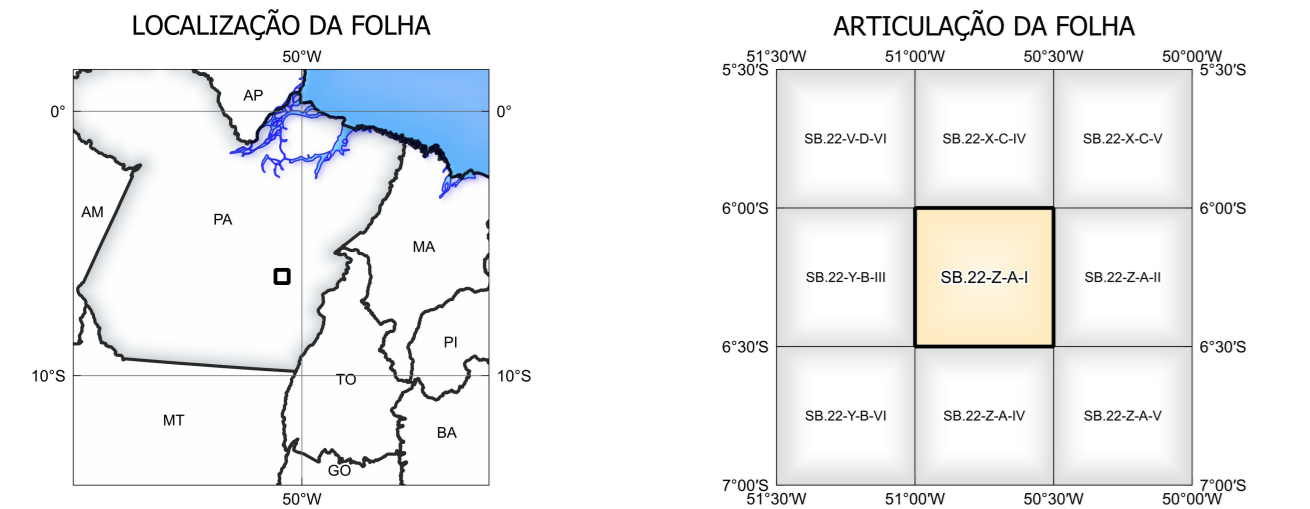 LOCALIZAÇÃO DA FOLHA
50°W
AP
0°
0°
AM
PA
MA
PI
10°S
10°S
TO
MT
BA
GO
50°W
ARTICULAÇÃO DA FOLHA
51°30'W
51°00'W
50°30'W
50°00'W
5°30'S
5°30'S
SB.22-V-D-VI
SB.22-X-C-IV
SB.22-X-C-V
6°00'S
6°00'S
SB.22-Y-B-III
SB.22-Z-A-I
SB.22-Z-A-II
6°30'S
6°30'S
SB.22-Y-B-VI
SB.22-Z-A-IV
SB.22-Z-A-V
7°00'S
7°00'S
51°30'W
51°00'W
50°30'W
50°00'W